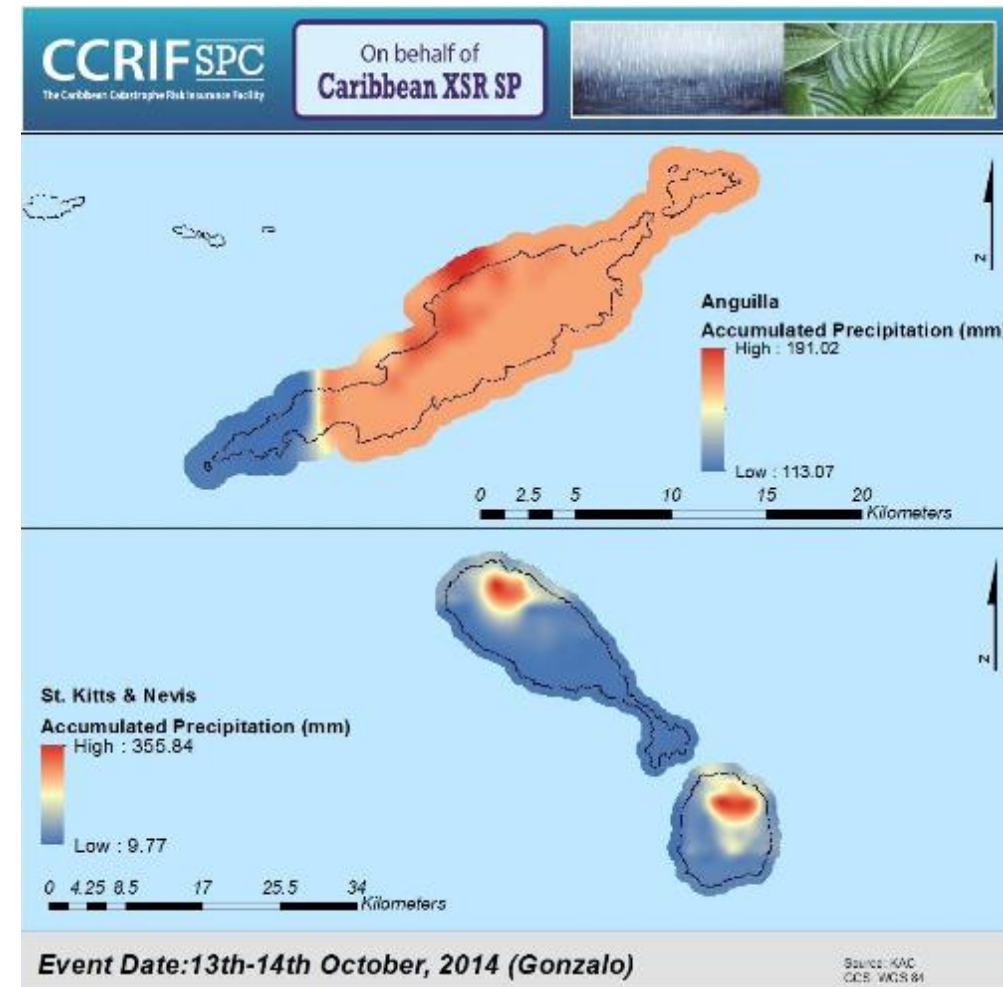 CCRIF SPC
The Caribbean Catastrophe Risk Insurance Facility
On behalf of
Caribbean XSR SP
N
Anguilla
Accumulated Precipitation (mm)
High : 191.02
Low : 113.07
0 2.5 5 10 15 20
Kilometers
N
St. Kitts & Nevis
Accumulated Precipitation (mm)
High : 355.84
Low : 9.77
0 4.25 8.5 17 25.5 34
Kilometers
Event Date:13th-14th October, 2014 (Gonzalo)
Source: KAC
WGS 84